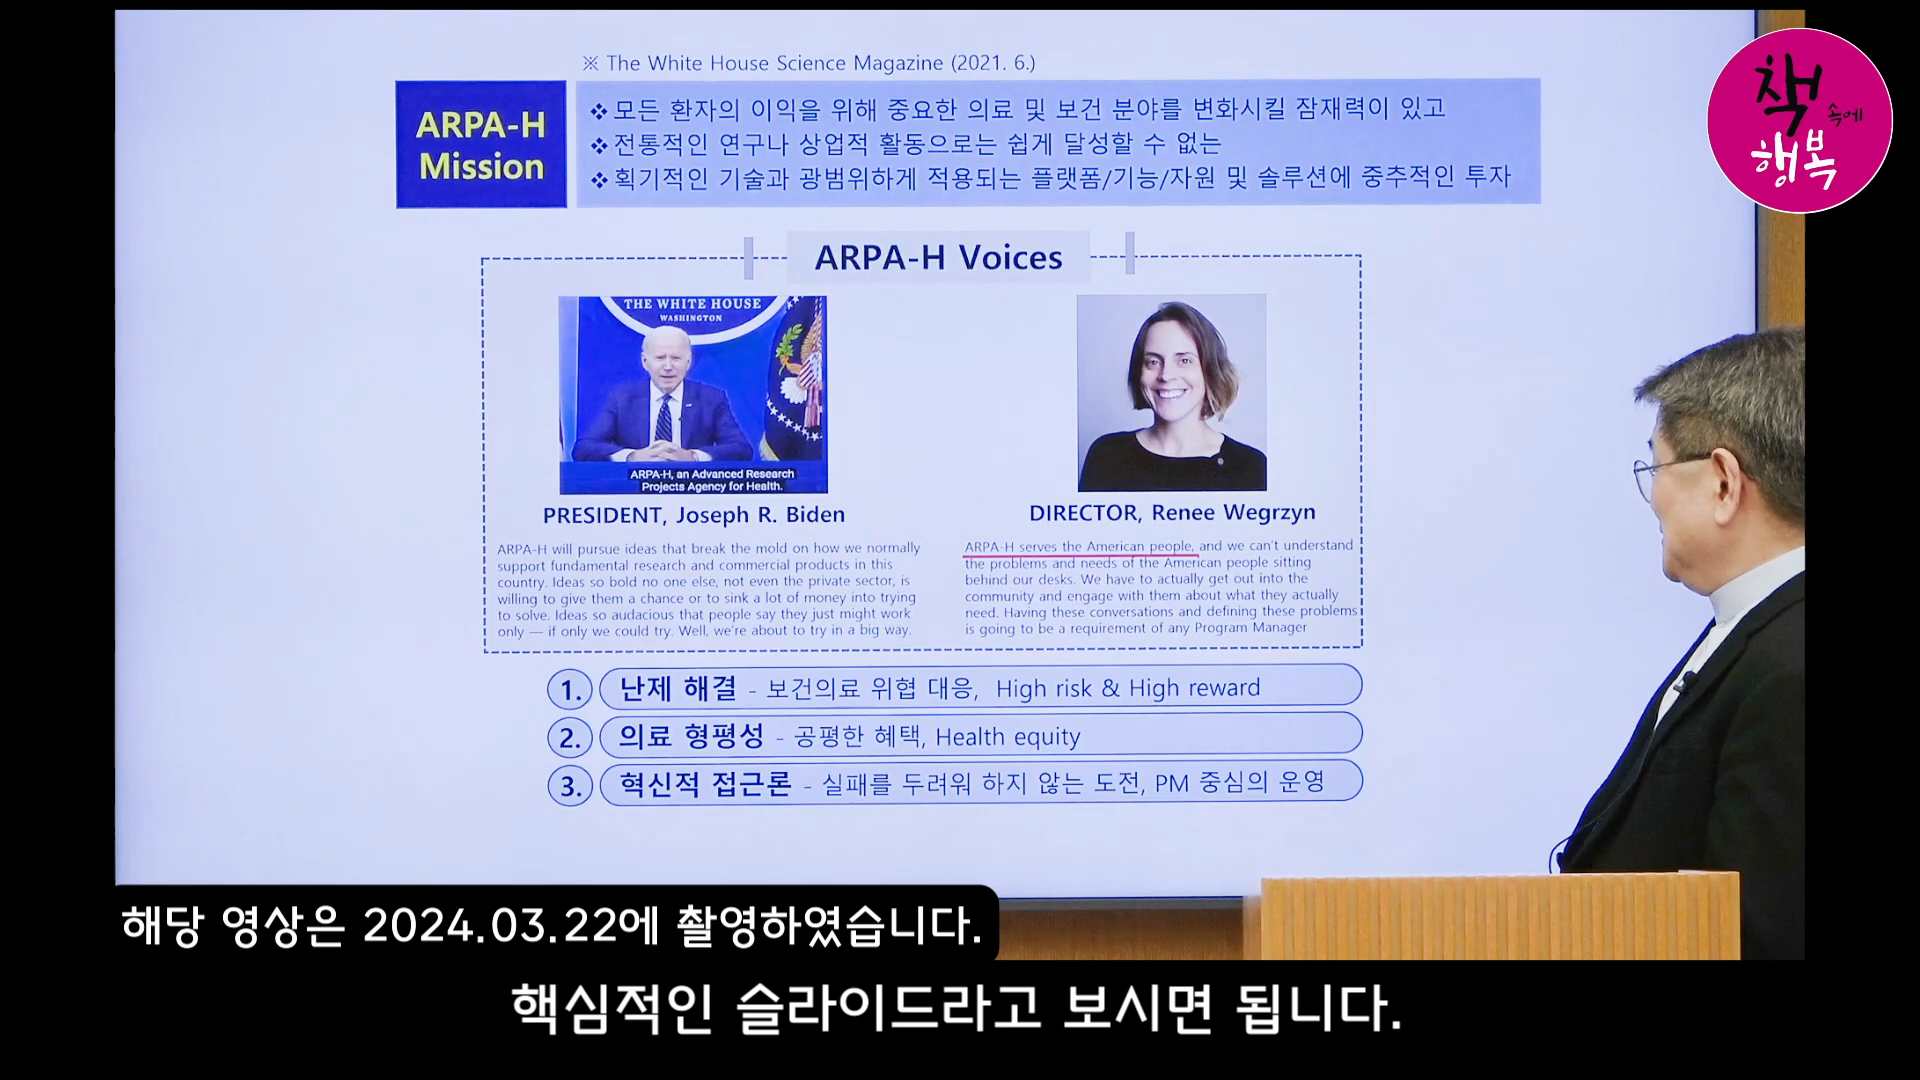 ※ The White House Science Magazine (2021. 6.)
ARPA-H
Mission
❖ 모든 환자의 이익을 위해 중요한 의료 및 보건 분야를 변화시킬 잠재력이 있고
❖ 전통적인 연구나 상업적 활동으로는 쉽게 달성할 수 없는
❖ 획기적인 기술과 광범위하게 적용되는 플랫폼/기능/자원 및 솔루션에 중추적인 투자
책
속에
행복
ARPA-H Voices
THE WHITE HOUSE
WASHINGTON
ARPA-H, an Advanced Research
Projects Agency for Health.
PRESIDENT, Joseph R. Biden
ARPA-H will pursue ideas that break the mold on how we normally
support fundamental research and commercial products in this
country. Ideas so bold no one else, not even the private sector, is
willing to give them a chance or to sink a lot of money into trying
to solve. Ideas so audacious that people say they just might work
only — if only we could try. Well, we're about to try in a big way.
DIRECTOR, Renee Wegrzyn
ARPA-H serves the American people, and we can't understand
the problems and needs of the American people sitting
behind our desks. We have to actually get out into the
community and engage with them about what they actually
need. Having these conversations and defining these problems
is going to be a requirement of any Program Manager
1. 난제 해결 - 보건의료 위협 대응, High risk & High reward
2. 의료 형평성 - 공평한 혜택, Health equity
3. 혁신적 접근론 - 실패를 두려워 하지 않는 도전, PM 중심의 운영
해당 영상은 2024.03.22에 촬영하였습니다.
핵심적인 슬라이드라고 보시면 됩니다.